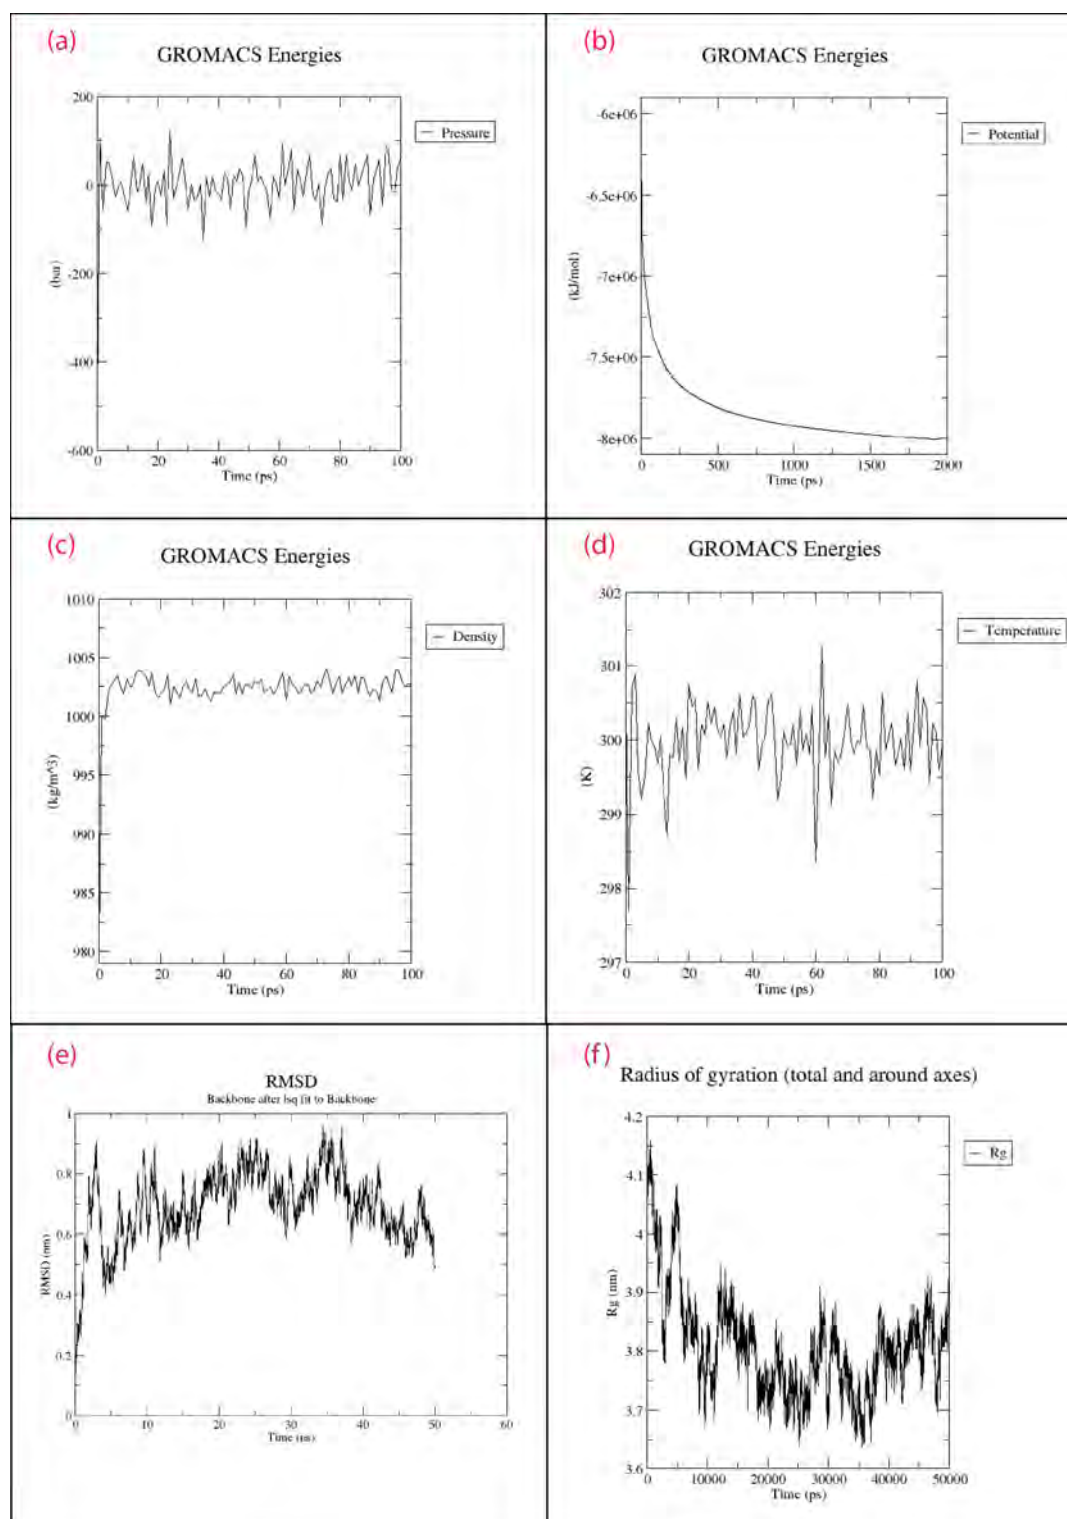 (a)
GROMACS Energies
200
0
-200
-400
-600
(bar)
0 20 40 60 80 100
Time (ps)
Pressure
(b)
GROMACS Energies
-6e+06
-6.5e+06
-7e+06
-7.5e+06
-8e+06
(kJ/mol)
0 500 1000 1500 2000
Time (ps)
Potential
(c)
GROMACS Energies
1010
1005
1000
995
990
985
980
(kg/m^3)
0 20 40 60 80 100
Time (ps)
Density
(d)
GROMACS Energies
302
301
300
299
298
297
(K)
0 20 40 60 80 100
Time (ps)
Temperature
(e)
RMSD
Backbone after lsq fit to Backbone
1
0.8
0.6
0.4
0.2
0
RMSD (nm)
0 10 20 30 40 50 60
Time (ns)
(f)
Radius of gyration (total and around axes)
4.2
4.1
4
3.9
3.8
3.7
3.6
Rg (nm)
0 10000 20000 30000 40000 50000
Time (ps)
Rg